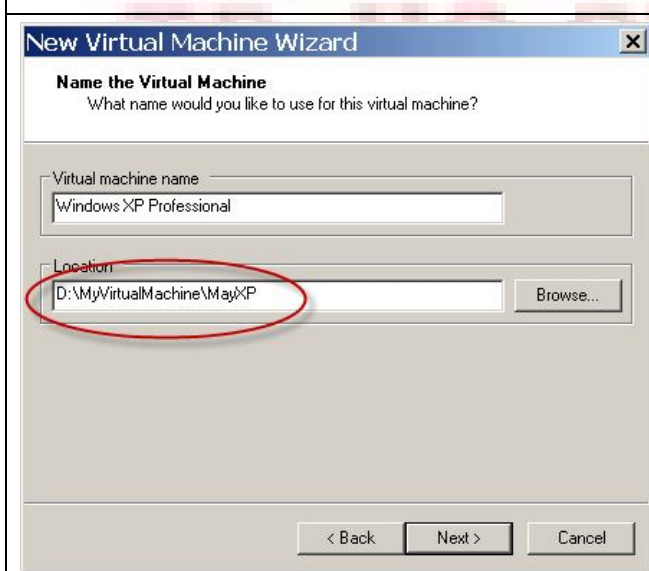 New Virtual Machine Wizard
Name the Virtual Machine
What name would you like to use for this virtual machine?
Virtual machine name
Windows XP Professional
Location
D:\MyVirtualMachine\MayXP
Browse...
< Back
Next >
Cancel